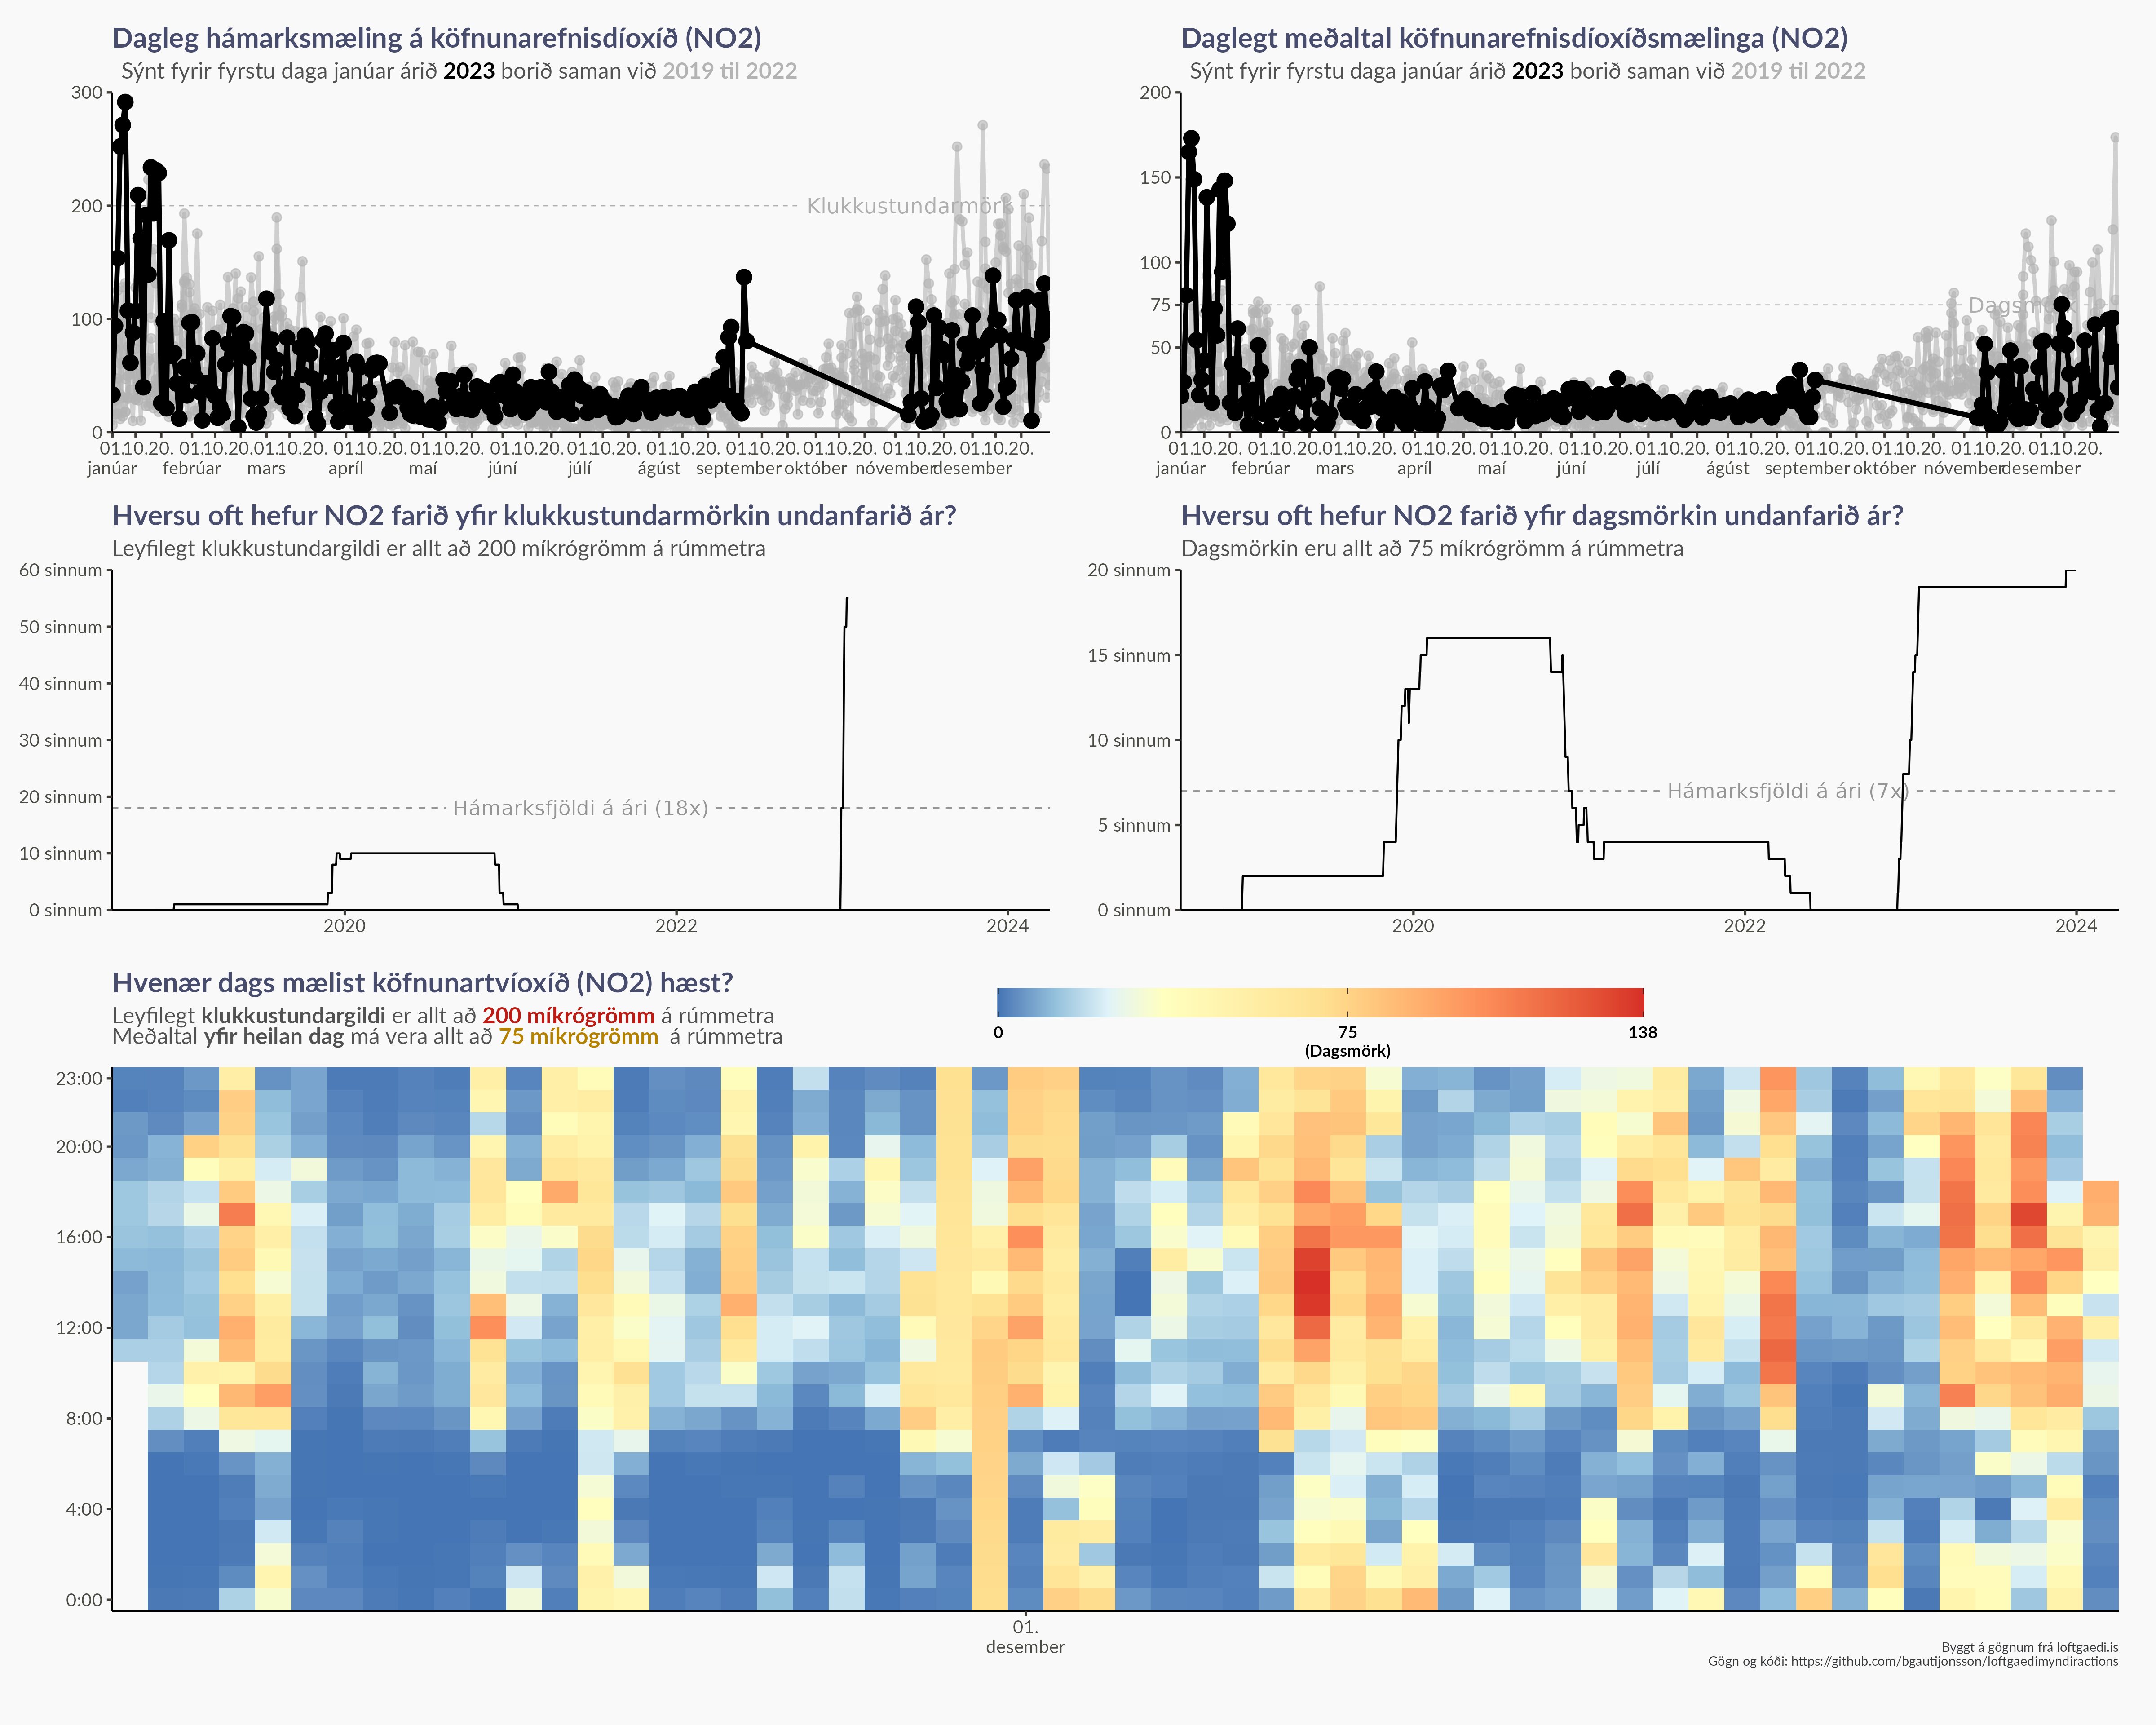 Dagleg hámarksmæling á köfnunarefnisdíoxíð (NO2)
Sýnt fyrir fyrstu daga janúar árið 2023 borið saman við 2019 til 2022
300
200
100
0
Klukkustundarmörk
01.10.20. 01.10.20. 01.10.20. 01.10.20. 01.10.20. 01.10.20. 01.10.20. 01.10.20. 01.10.20. 01.10.20. 01.10.20. 01.10.20.
janúar febrúar mars apríl maí júní júlí ágúst september október nóvember desember
Daglegt meðaltal köfnunarefnisdíoxíðsmælinga (NO2)
Sýnt fyrir fyrstu daga janúar árið 2023 borið saman við 2019 til 2022
200
150
100
75
50
0
01.10.20. 01.10.20. 01.10.20. 01.10.20. 01.10.20. 01.10.20. 01.10.20. 01.10.20. 01.10.20. 01.10.20. 01.10.20. 01.10.20.
janúar febrúar mars apríl maí júní júlí ágúst september október nóvember desember
Hversu oft hefur NO2 farið yfir klukkustundarmörkin undanfarið ár?
Leyfilegt klukkustundargildi er allt að 200 míkrógrömm á rúmmetra
60 sinnum
50 sinnum
40 sinnum
30 sinnum
20 sinnum
10 sinnum
0 sinnum
Hámarksfjöldi á ári (18x)
2020 2022 2024
Hversu oft hefur NO2 farið yfir dagsmörkin undanfarið ár?
Dagsmörkin eru allt að 75 míkrógrömm á rúmmetra
20 sinnum
15 sinnum
10 sinnum
5 sinnum
0 sinnum
Hámarksfjöldi á ári (7x)
2020 2022 2024
Hvenær dags mælist köfnunartvíoxíð (NO2) hæst?
Leyfilegt klukkustundargildi er allt að 200 míkrógrömm á rúmmetra
Meðaltal yfir heilan dag má vera allt að 75 míkrógrömm á rúmmetra
0 75 138
(Dagsmörk)
23:00
20:00
16:00
12:00
8:00
4:00
0:00
01.
desember
Byggt á gögnum frá loftgaedi.is
Gögn og kóði: https://github.com/bgautijonsson/loftgaedimyndiractions